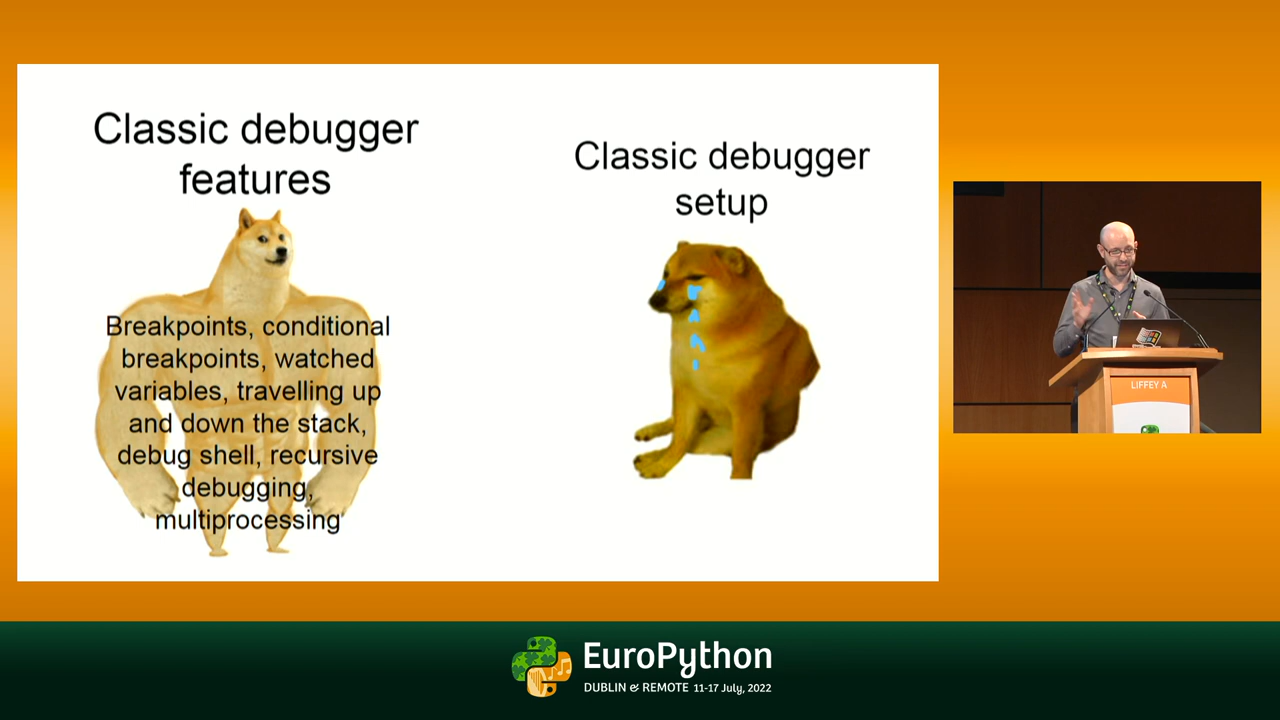 Classic debugger
features
Breakpoints, conditional
breakpoints, watched
variables, travelling up
and down the stack,
debug shell, recursive
debugging,
multiprocessing
Classic debugger
setup
LIFFEY A
EuroPython
DUBLIN & REMOTE 11-17 July, 2022